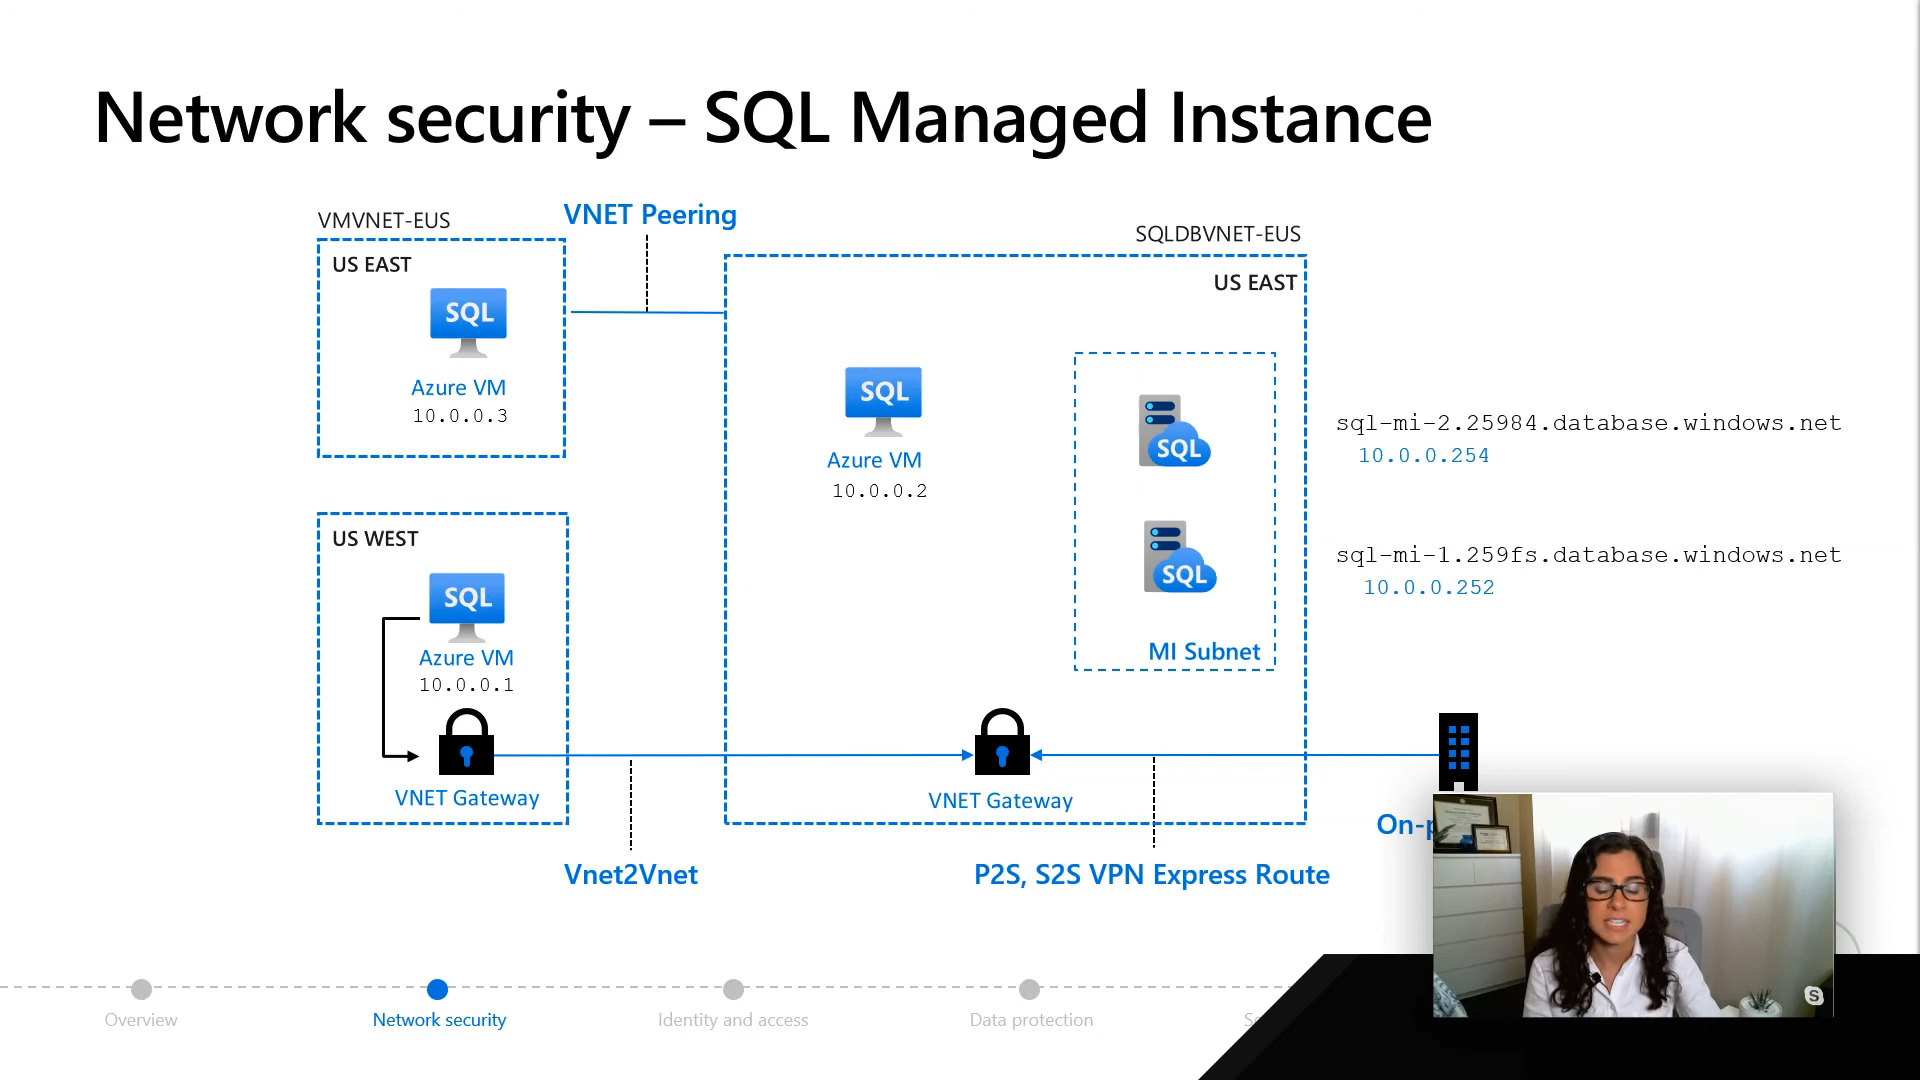 Network security – SQL Managed Instance
VMVNET-EUS
VNET Peering
SQLDBVNET-EUS
US EAST
US EAST
SQL
Azure VM
10.0.0.3
SQL
Azure VM
10.0.0.2
SQL
sql-mi-2.25984.database.windows.net
10.0.0.254
SQL
sql-mi-1.259fs.database.windows.net
10.0.0.252
MI Subnet
US WEST
SQL
Azure VM
10.0.0.1
VNET Gateway
VNET Gateway
On-p
Vnet2Vnet
P2S, S2S VPN Express Route
Overview
Network security
Identity and access
Data protection
S